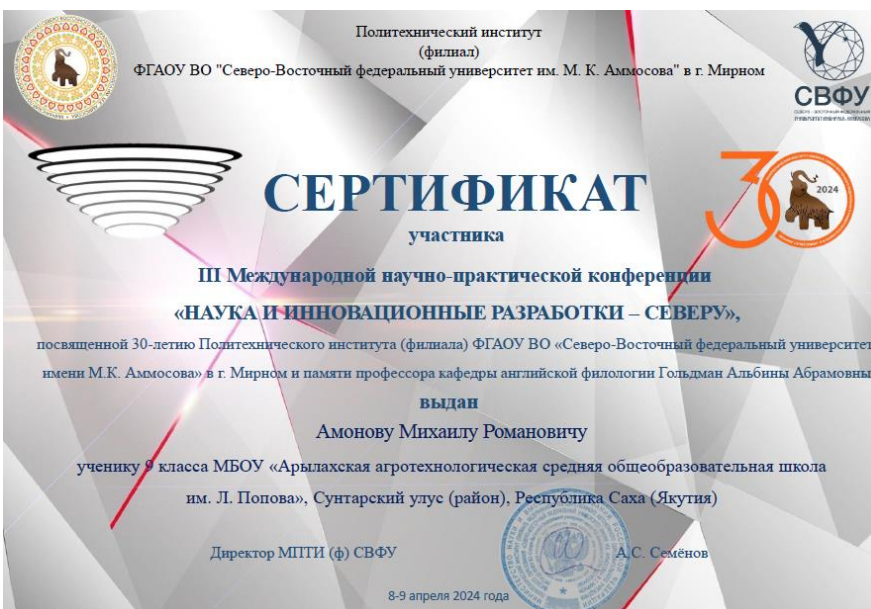 Политехнический институт
(филиал)
ФГАОУ ВО "Северо-Восточный федеральный университет им. М. К. Аммосова" в г. Мирном
СВФУ
2024
30
СЕРТИФИКАТ
участника
III Международной научно-практической конференции
«НАУКА И ИННОВАЦИОННЫЕ РАЗРАБОТКИ – СЕВЕРУ»,
посвященной 30-летию Политехнического института (филиала) ФГАОУ ВО «Северо-Восточный федеральный университет
имени М.К. Аммосова» в г. Мирном и памяти профессора кафедры английской филологии Гольдман Альбины Абрамовны
выдан
Амонову Михаилу Романовичу
ученику 9 класса МБОУ «Арылахская агротехнологическая средняя общеобразовательная школа
им. Л. Попова», Сунтарский улус (район), Республика Саха (Якутия)
Директор МПТИ (ф) СВФУ А.С. Семёнов
8-9 апреля 2024 года